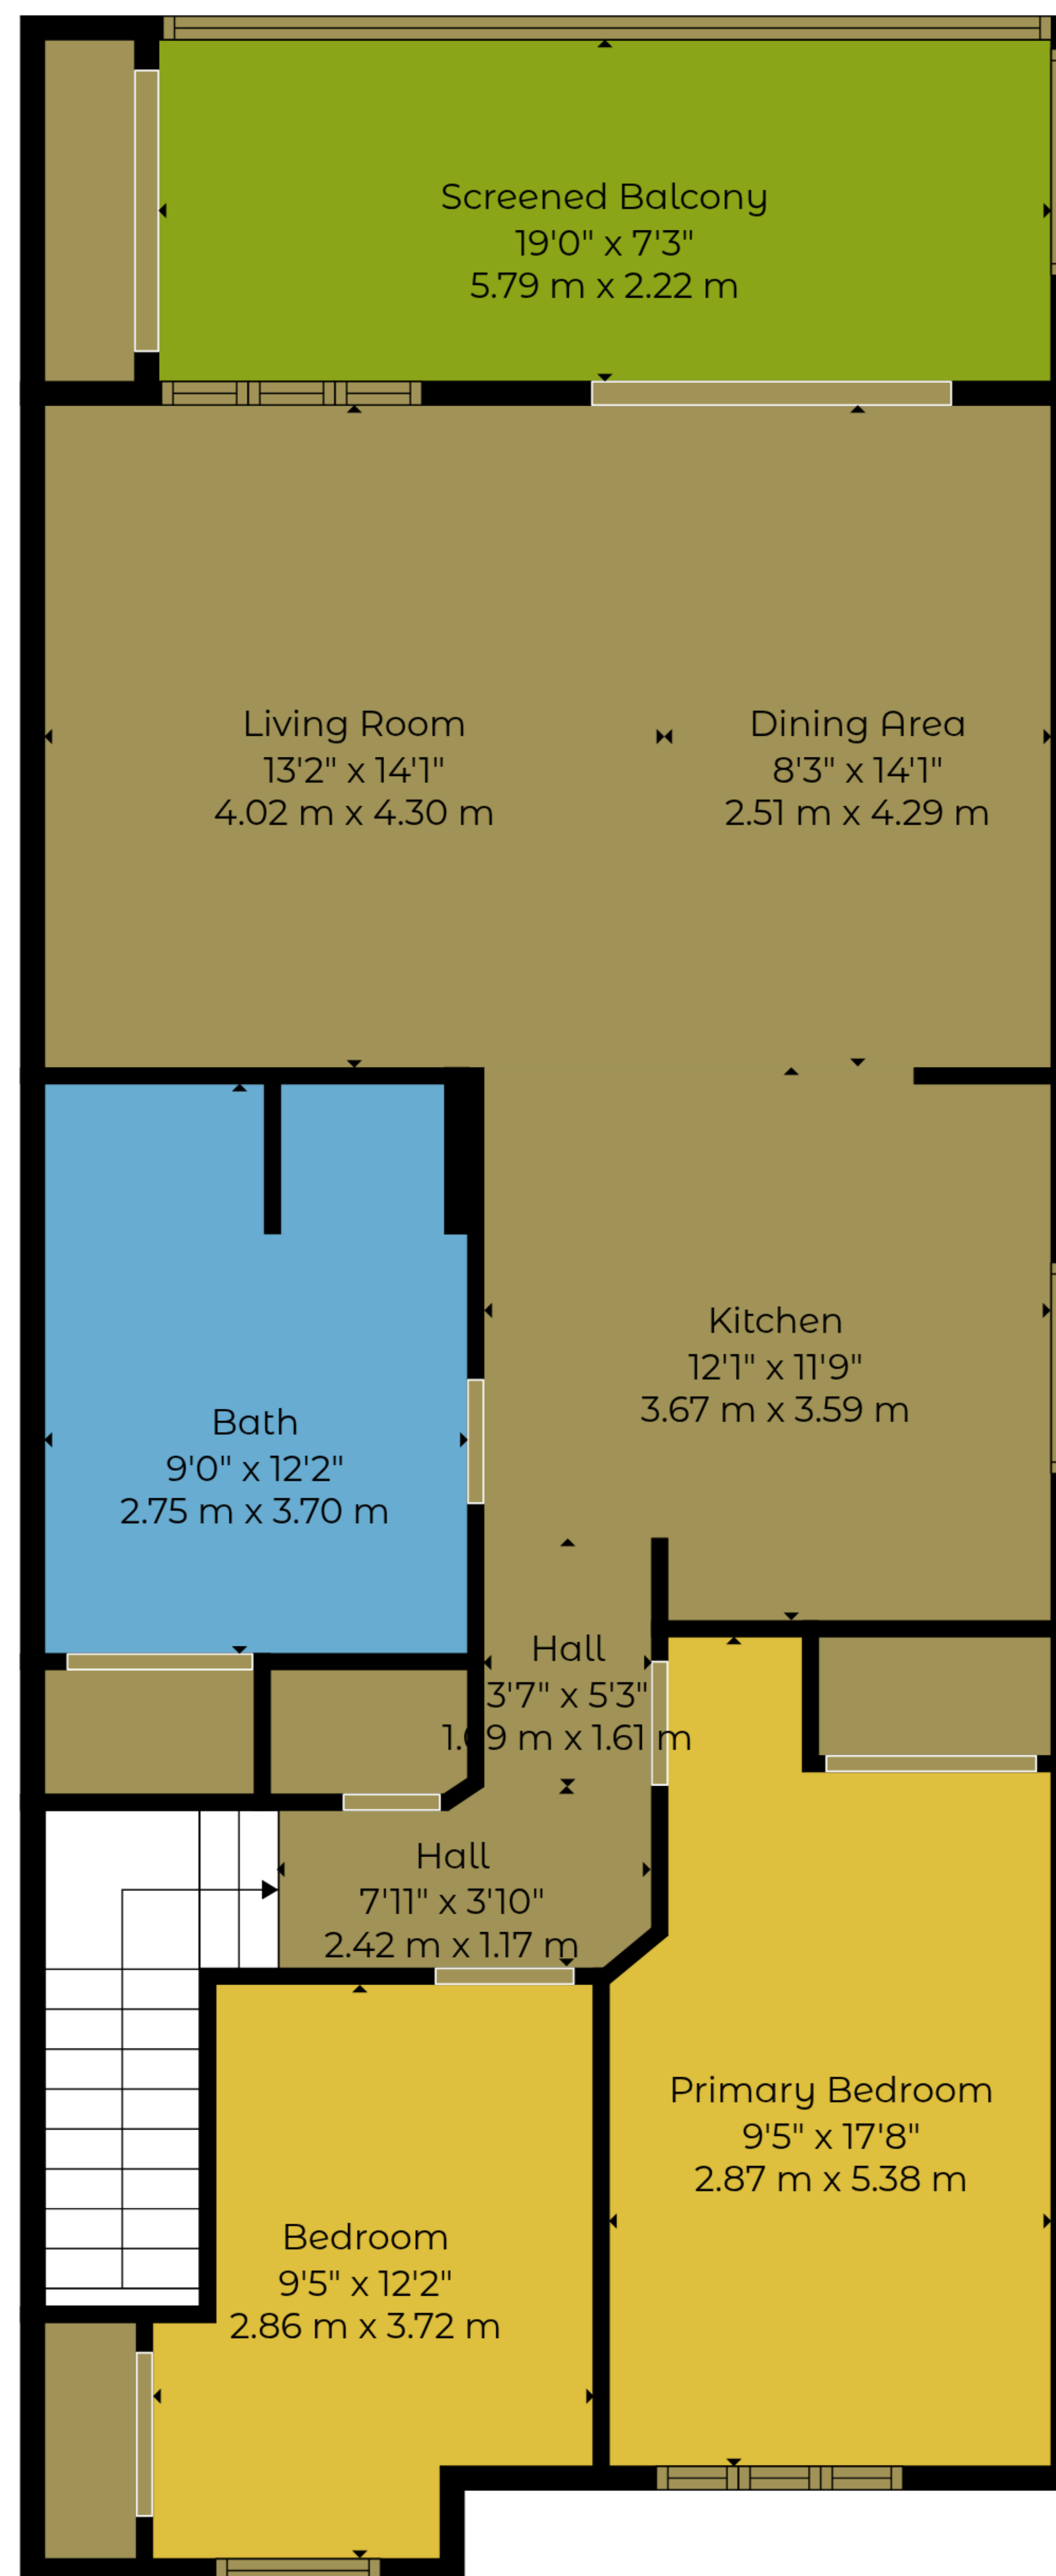 Screened Balcony
19'0" x 7'3"
5.79 m x 2.22 m
Living Room
13'2" x 14'1"
4.02 m x 4.30 m
Dining Area
8'3" x 14'1"
2.51 m x 4.29 m
Kitchen
12'1" x 11'9"
3.67 m x 3.59 m
Bath
9'0" x 12'2"
2.75 m x 3.70 m
Hall
3'7" x 5'3"
1.09 m x 1.61 m
Hall
7'11" x 3'10"
2.42 m x 1.17 m
Primary Bedroom
9'5" x 17'8"
2.87 m x 5.38 m
Bedroom
9'5" x 12'2"
2.86 m x 3.72 m